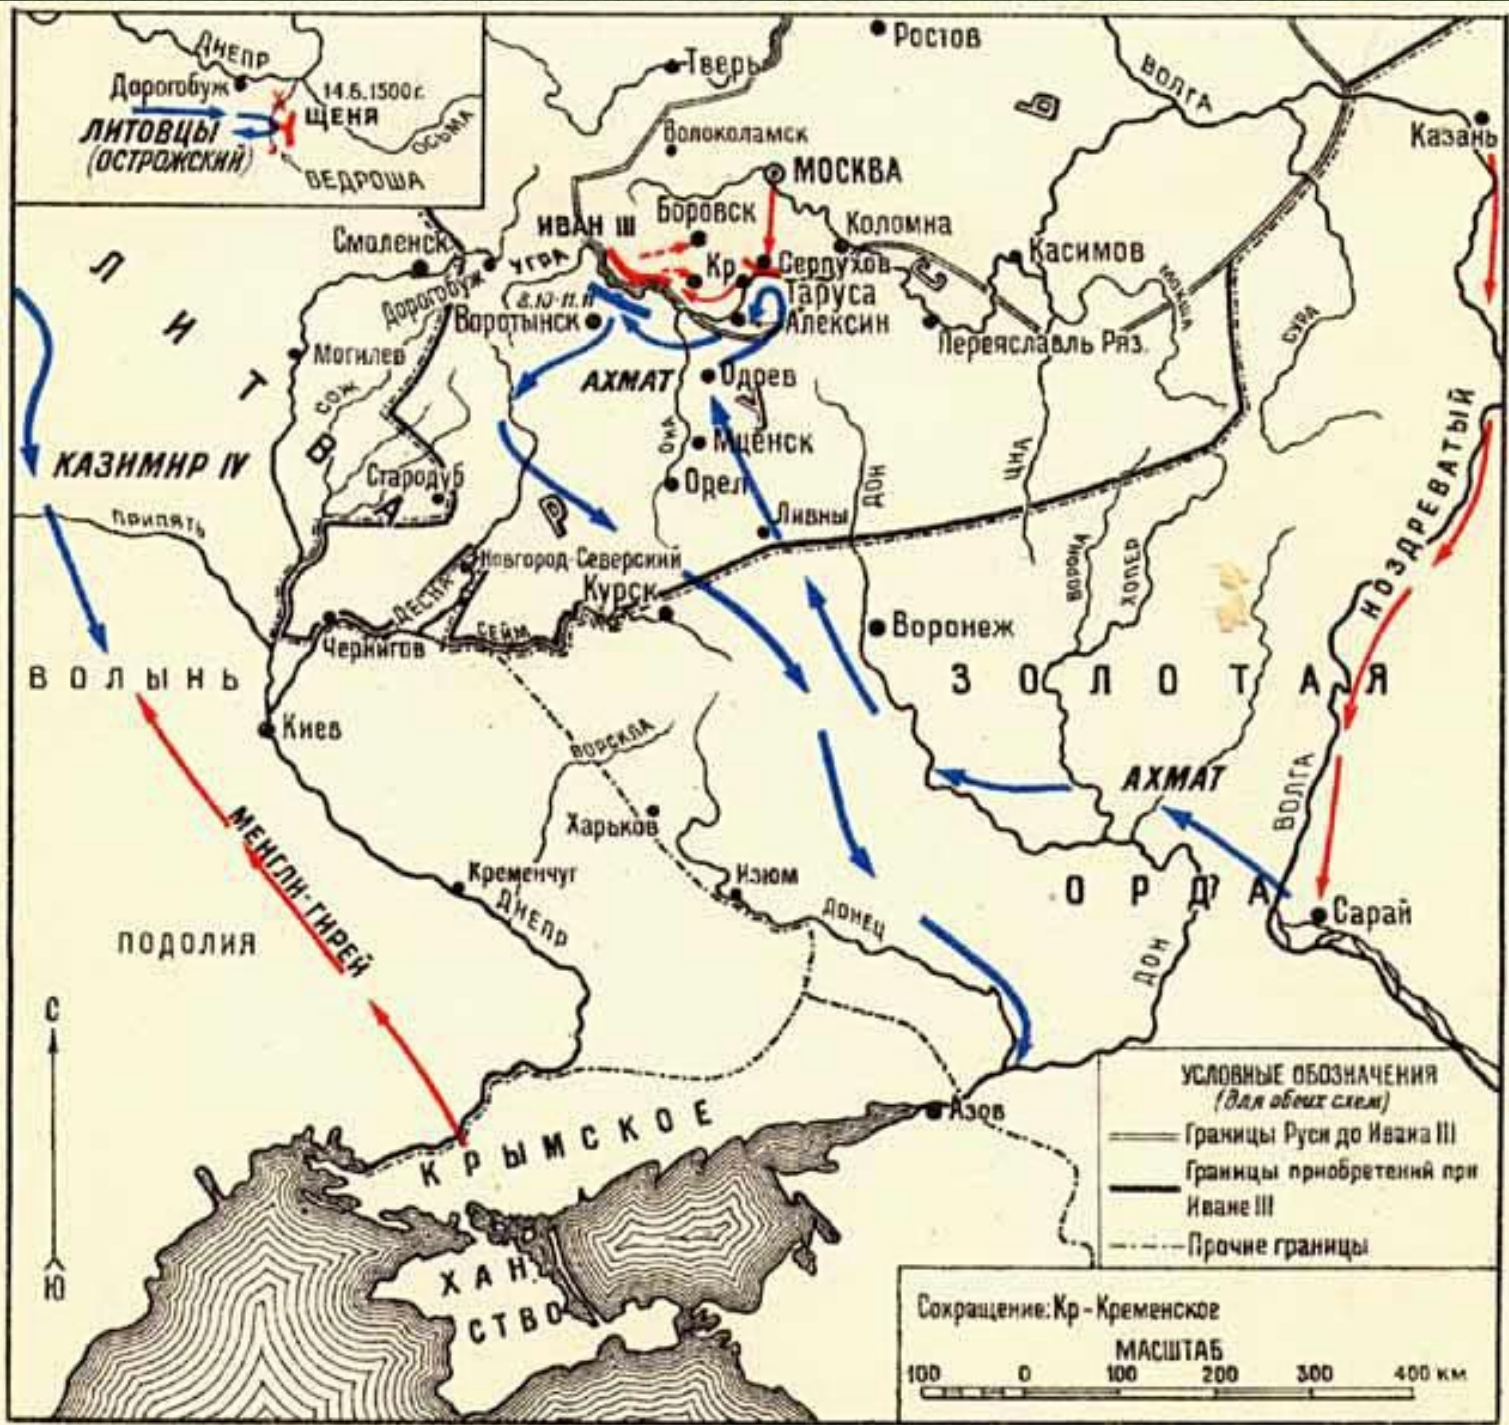 ДНЕПР
Дорогобуж
14.6.1500г.
ЩЕНЯ
ЛИТОВЦЫ
(ОСТРОЖСКИЙ)
ОСЬМА
ВЕДРОША
Тверь
Ростов
ВОЛГА
Казань
Волоколамск
МОСКВА
Р У С Ь
Боровск
ИВАН III
Коломна
Касимов
Смоленск
УГРА
Кр
Серпухов
Таруса
Дорогобуж
8.10-11.11
Воротынск
Алексин
Переяславль Ряз.
МОКША
СУРА
Могилев
АХМАТ
Одоев
СОЖ
ЛИТВА
ОКА
Мценск
КАЗИМИР IV
Стародуб
Орел
ДОН
ЦНА
НОЗДРЕВАТЫЙ
Припять
Ливны
Новгород-Северский
ДЕСНА
Курск
СЕЙМ
ВОРОНА
ХОПЕР
Чернигов
Воронеж
ВОЛЫНЬ
ЗОЛОТАЯ
Киев
ВОРСКЛА
АХМАТ
ВОЛГА
Харьков
МЕНГЛИ-ГИРЕЙ
Кременчуг
Изюм
ОРДА
ДНЕПР
ДОНЕЦ
Сарай
ПОДОЛИЯ
ДОН
С
Ю
КРЫМСКОЕ
Азов
ХАН
СТВО
УСЛОВНЫЕ ОБОЗНАЧЕНИЯ
(для обеих схем)
Границы Руси до Ивана III
Границы приобретений при
Иване III
Прочие границы
Сокращение: Кр-Кременское
МАСШТАБ
100 0 100 200 300 400 км